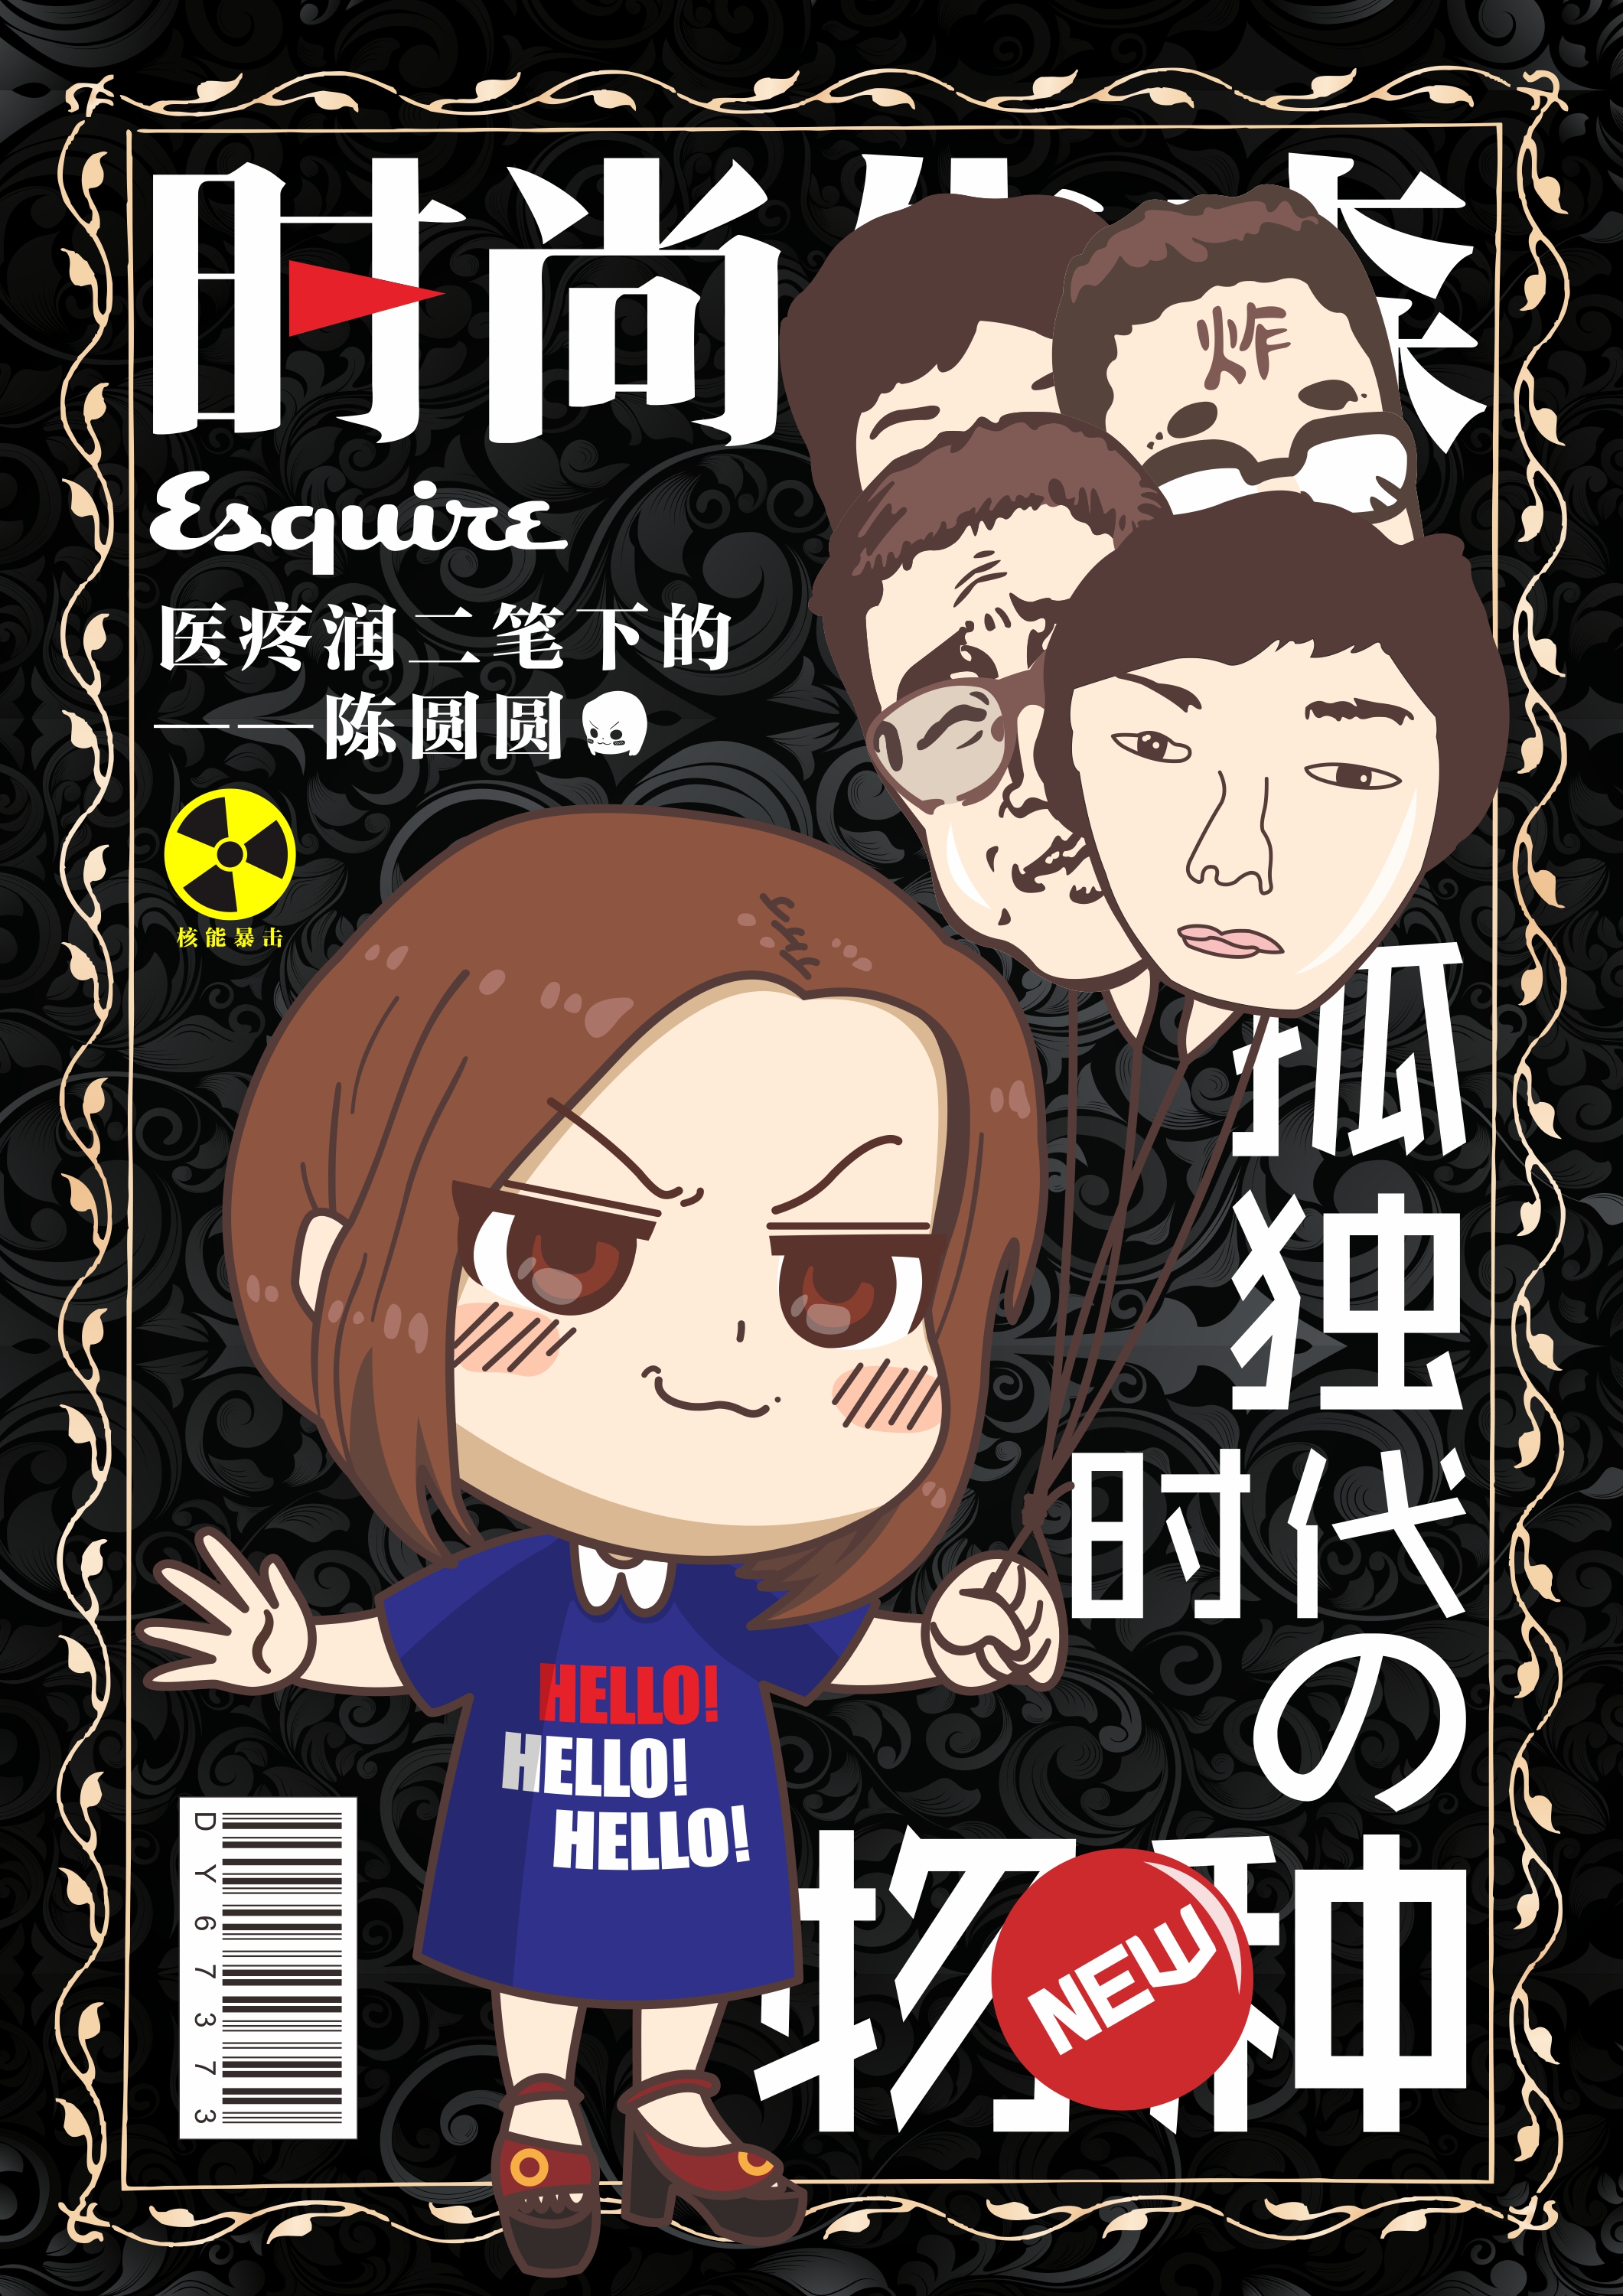 时尚
炸
Esquire
医疼润二笔下的
——陈圆圆
核能暴击
孤
独
时代
の
物种
HELLO!
HELLO!
HELLO!
NEW
DY67373